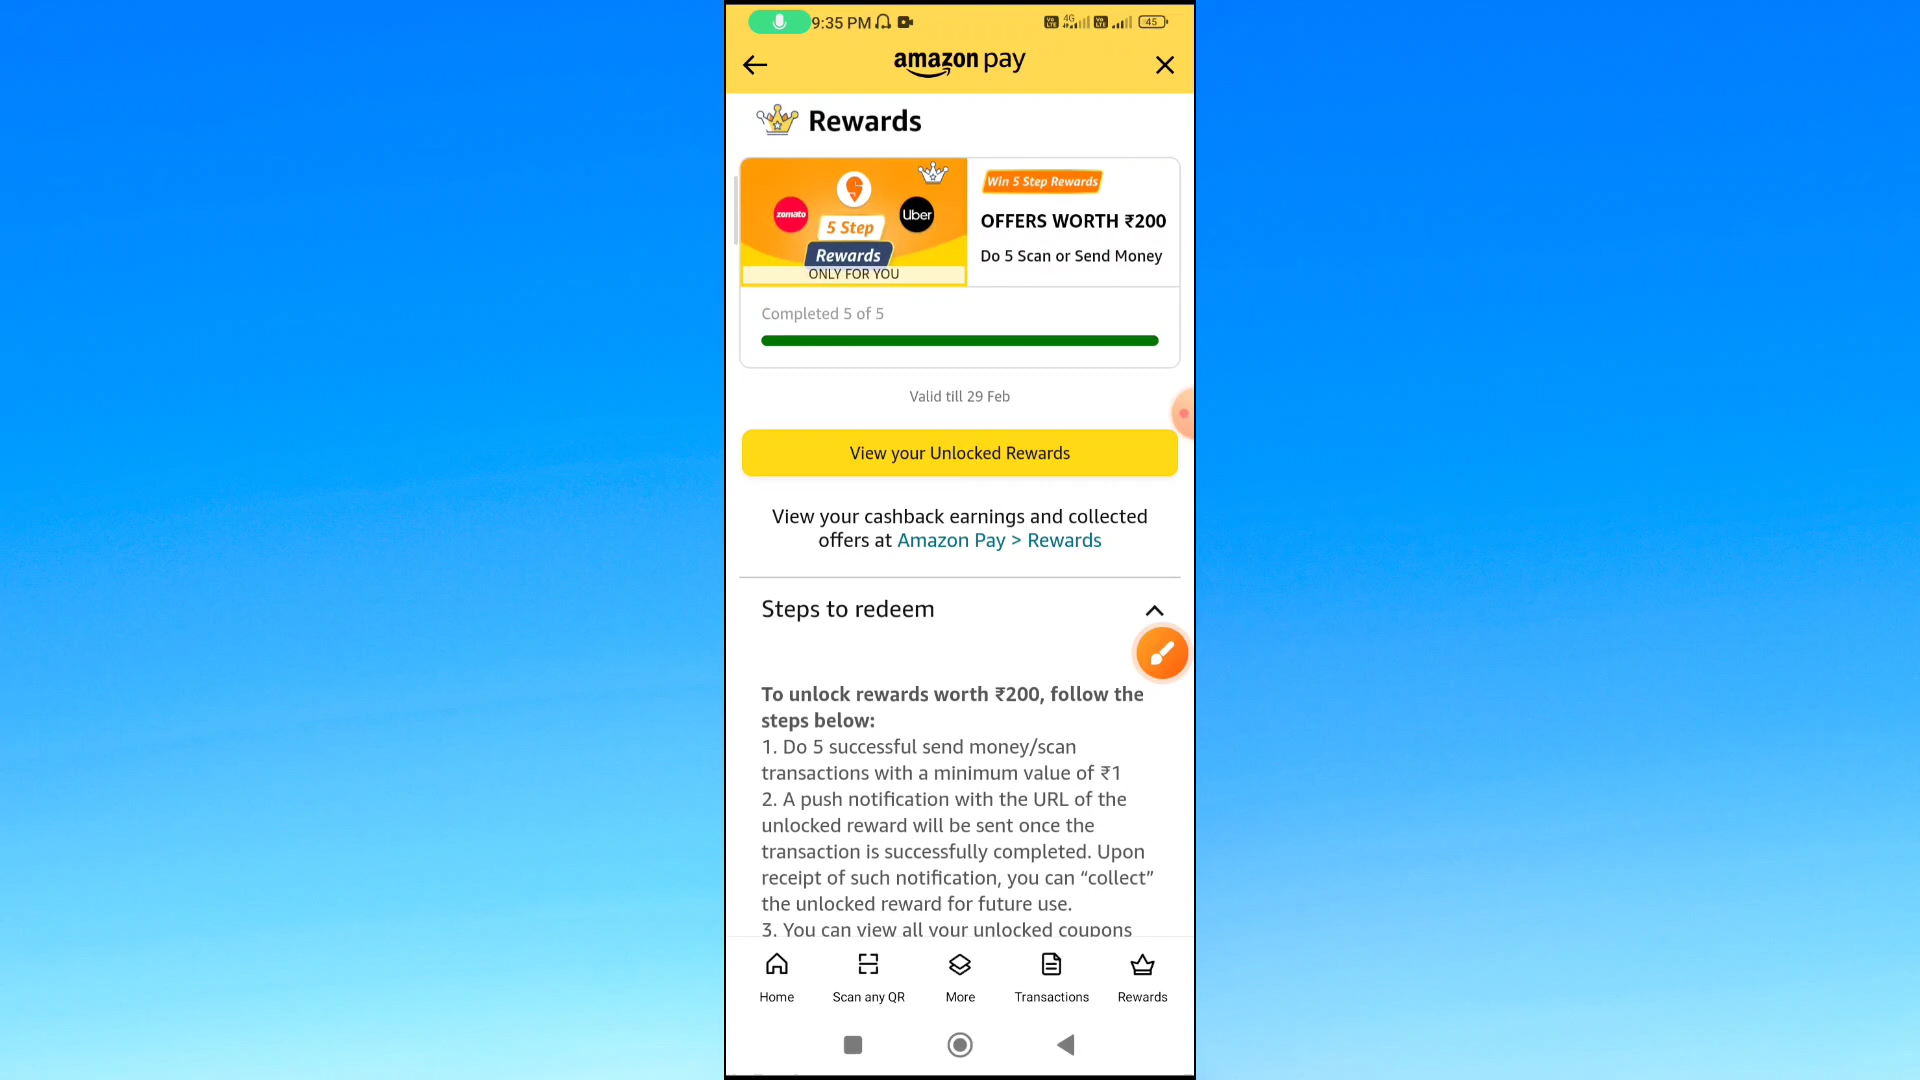 9:35 PM
4G
45
amazon pay
Rewards
zomato
Uber
5 Step
Rewards
ONLY FOR YOU
Win 5 Step Rewards
OFFERS WORTH ₹200
Do 5 Scan or Send Money
Completed 5 of 5
Valid till 29 Feb
View your Unlocked Rewards
View your cashback earnings and collected
offers at Amazon Pay > Rewards
Steps to redeem
To unlock rewards worth ₹200, follow the
steps below:
1. Do 5 successful send money/scan
transactions with a minimum value of ₹1
2. A push notification with the URL of the
unlocked reward will be sent once the
transaction is successfully completed. Upon
receipt of such notification, you can “collect”
the unlocked reward for future use.
3. You can view all your unlocked coupons
Home
Scan any QR
More
Transactions
Rewards